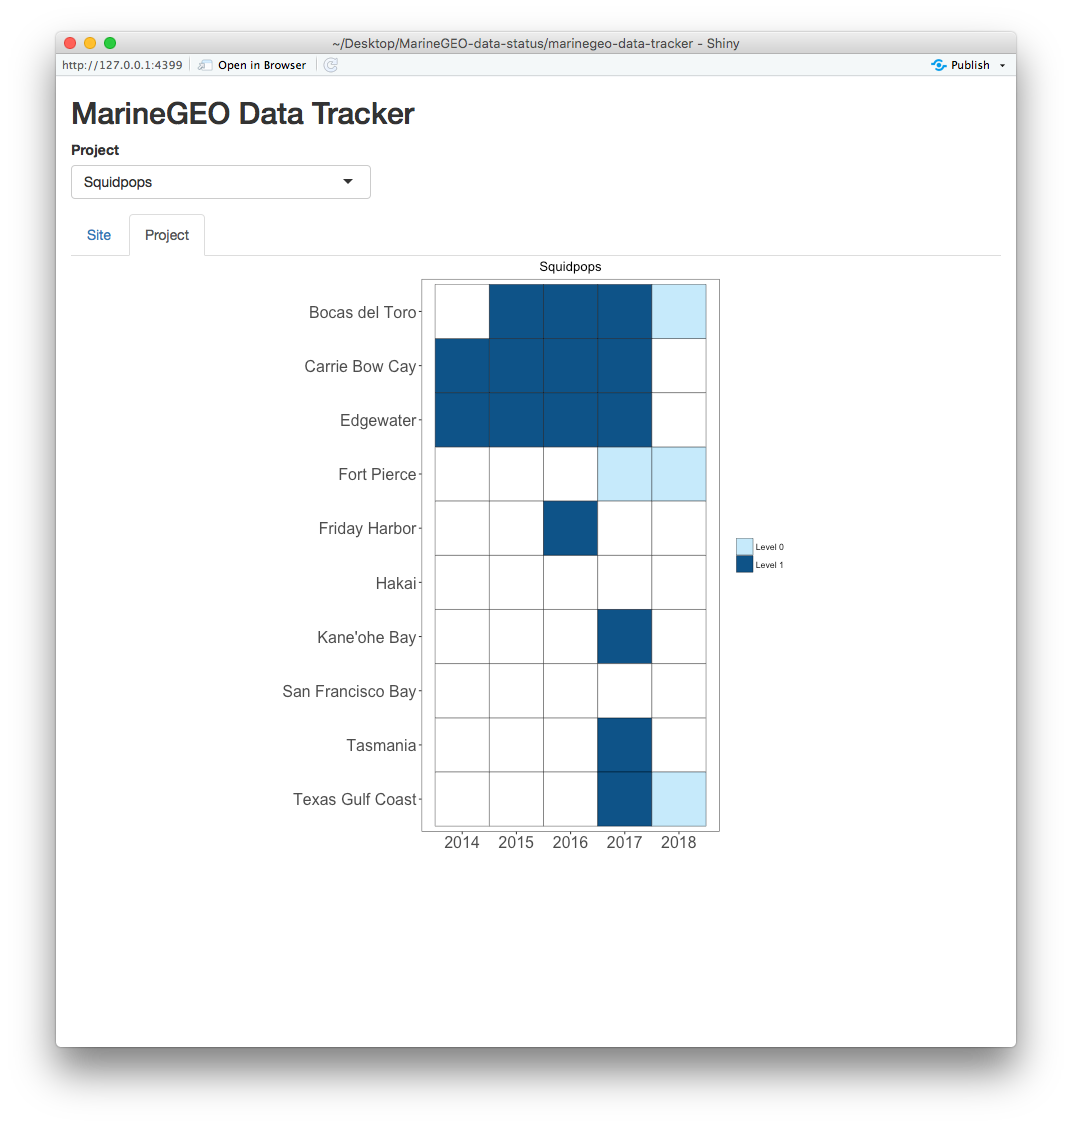 ~/Desktop/MarineGEO-data-status/marinegeo-data-tracker - Shiny
http://127.0.0.1:4399 Open in Browser Publish
MarineGEO Data Tracker
Project
Squidpops
Site Project
Squidpops
Bocas del Toro
Carrie Bow Cay
Edgewater
Fort Pierce
Friday Harbor
Hakai
Kane'ohe Bay
San Francisco Bay
Tasmania
Texas Gulf Coast
2014 2015 2016 2017 2018
Level 0
Level 1